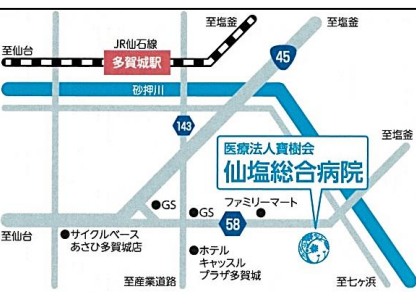 至塩釜
至塩釜
JR仙石線
至仙台
多賀城駅
45
砂押川
143
至塩釜
医療法人寶樹会
仙塩総合病院
ファミリーマート
●GS
●GS
58
至仙台
●サイクルベース
あさひ多賀城店
●ホテル
キャッスル
プラザ多賀城
至産業道路
至七ヶ浜